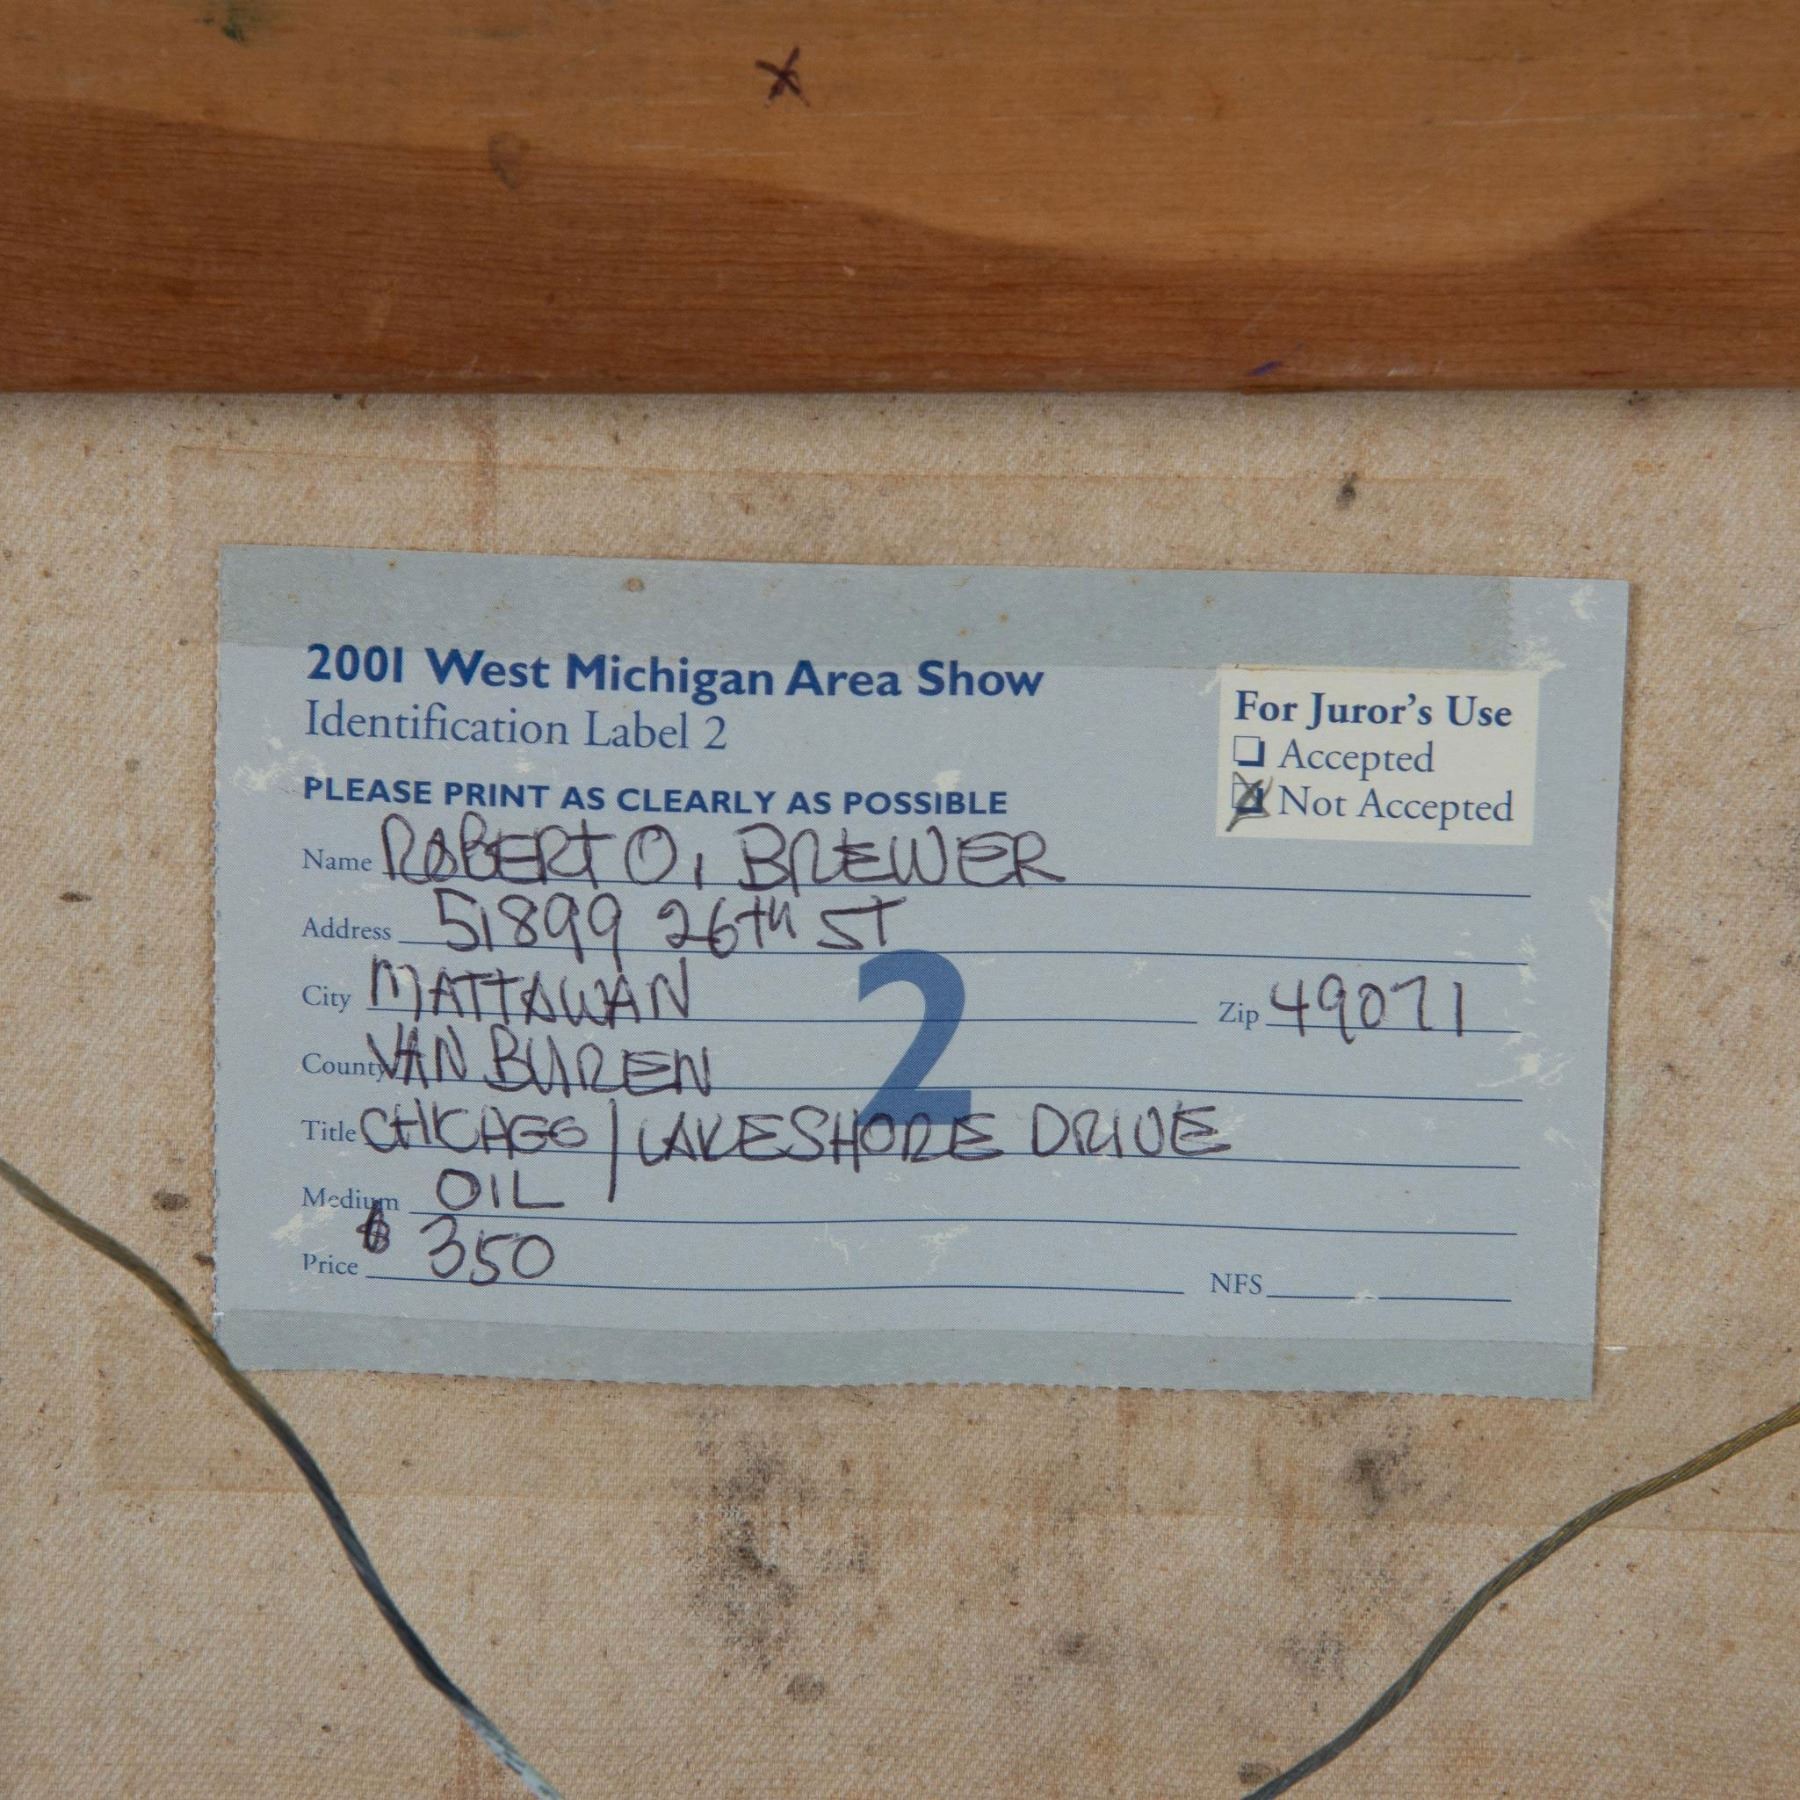 2001 West Michigan Area Show
Identification Label 2
For Juror's Use
❏ Accepted
☒ Not Accepted
PLEASE PRINT AS CLEARLY AS POSSIBLE
Name ROBERT O. BREWER
Address 51899 26TH ST
City MATTAWAN Zip 49071
County VAN BUREN
2
Title CHICAGO / LAKESHORE DRIVE
Medium OIL
Price $ 350 NFS